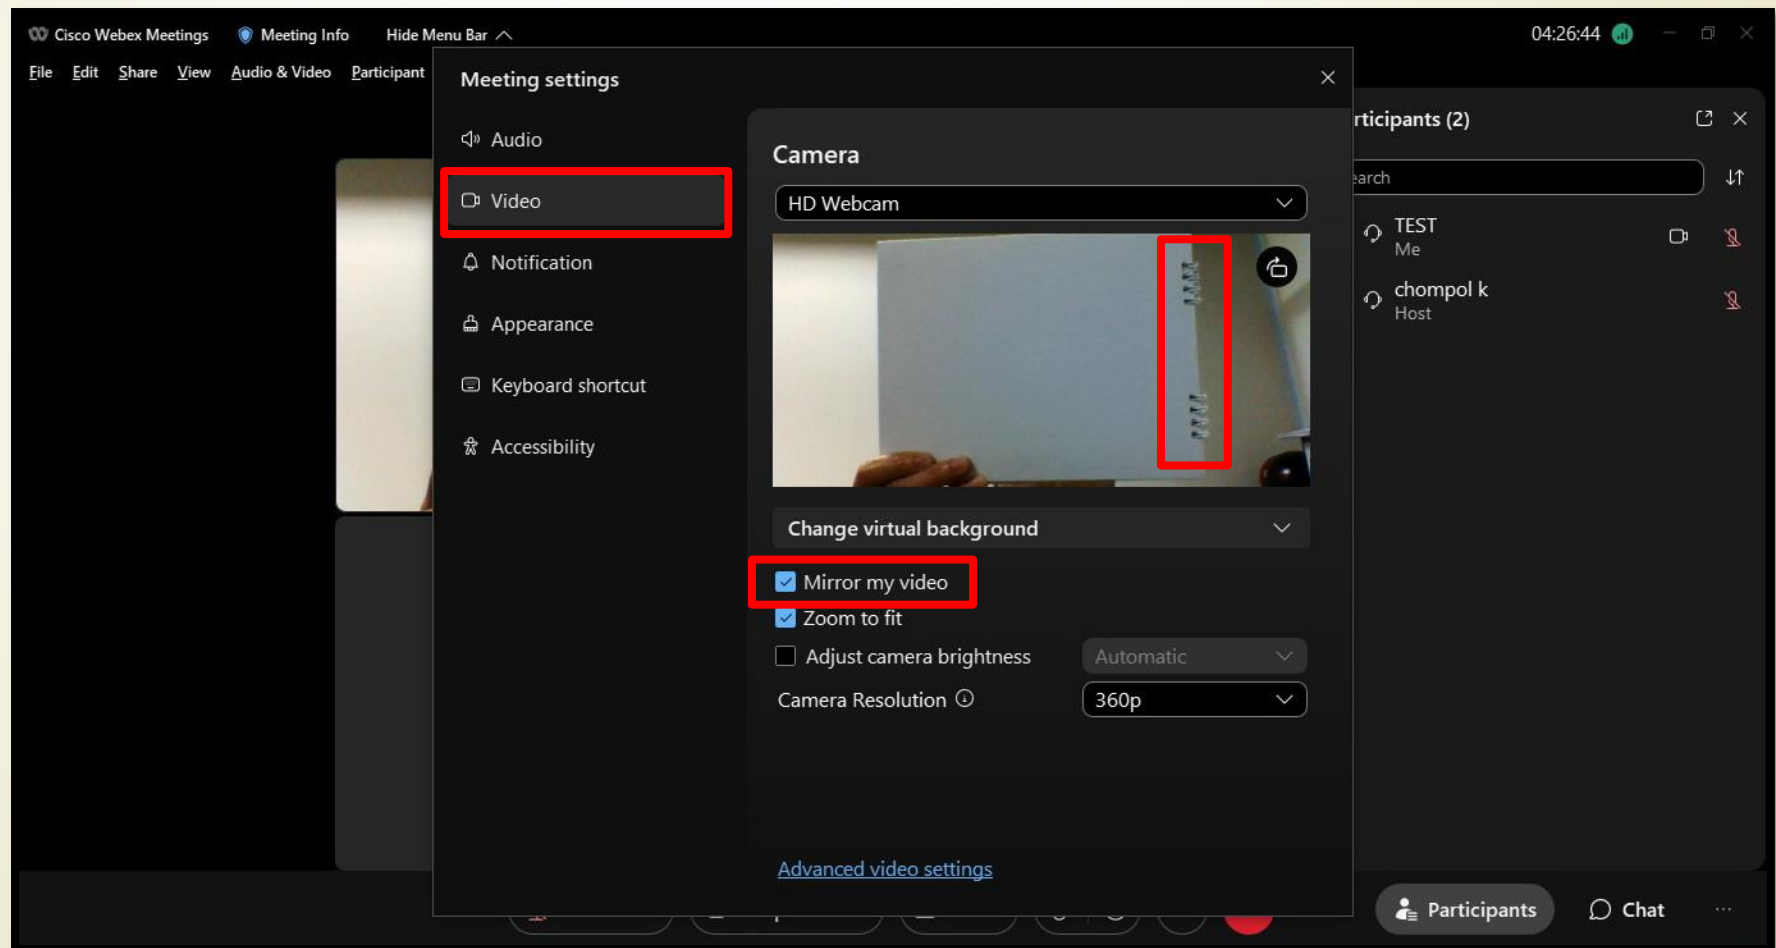 Cisco Webex Meetings Meeting Info Hide Menu Bar 04:26:44
File Edit Share View Audio & Video Participant
Meeting settings
Audio
Video
Notification
Appearance
Keyboard shortcut
Accessibility
Camera
HD Webcam
Change virtual background
Mirror my video
Zoom to fit
Adjust camera brightness Automatic
Camera Resolution 360p
Advanced video settings
rticipants (2)
earch
TEST
Me
chompol k
Host
Participants Chat